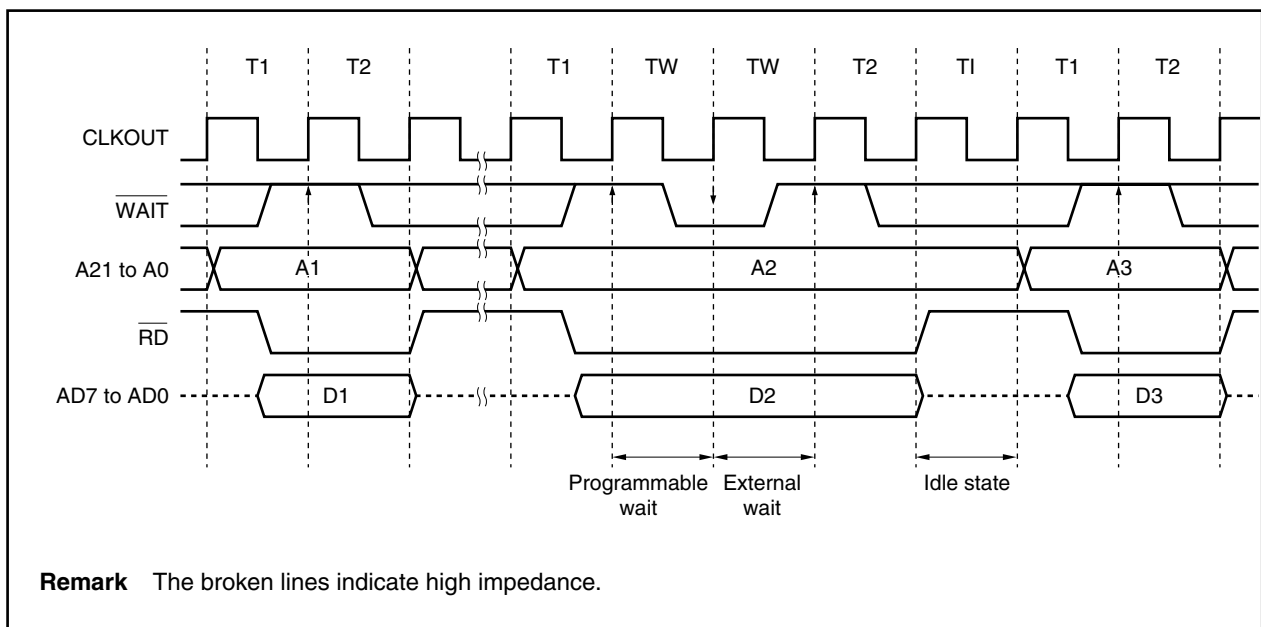 T1 T2 T1 TW TW T2 TI T1 T2
CLKOUT
WAIT
A21 to A0 A1 A2 A3
RD
AD7 to AD0 D1 D2 D3
Programmable wait External wait Idle state
Remark The broken lines indicate high impedance.